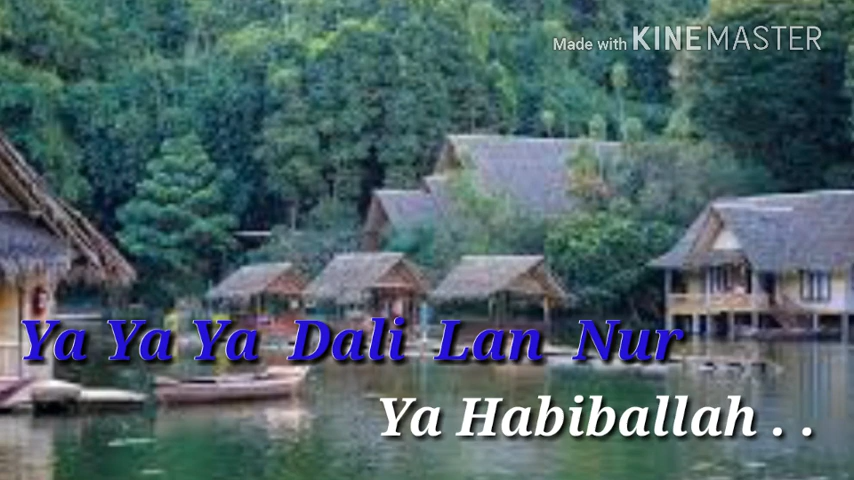 Made with KINEMASTER
Ya Ya Ya Dali Lan Nur
Ya Habiballah . .